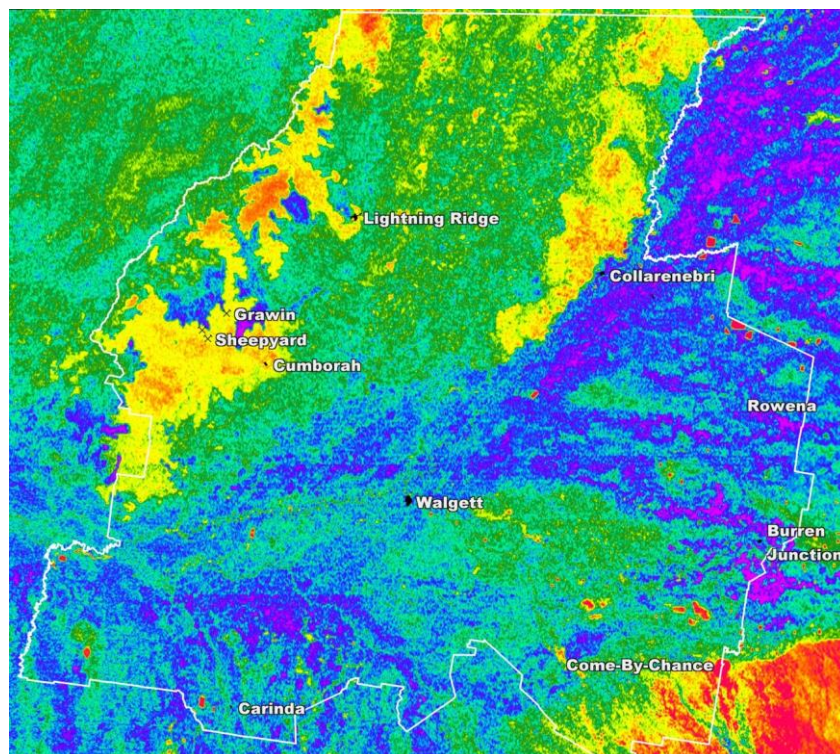 Lightning Ridge
Collarenebri
Grawin
Sheepyard
Cumborah
Rowena
Walgett
Burren
Junction
Come-By-Chance
Carinda